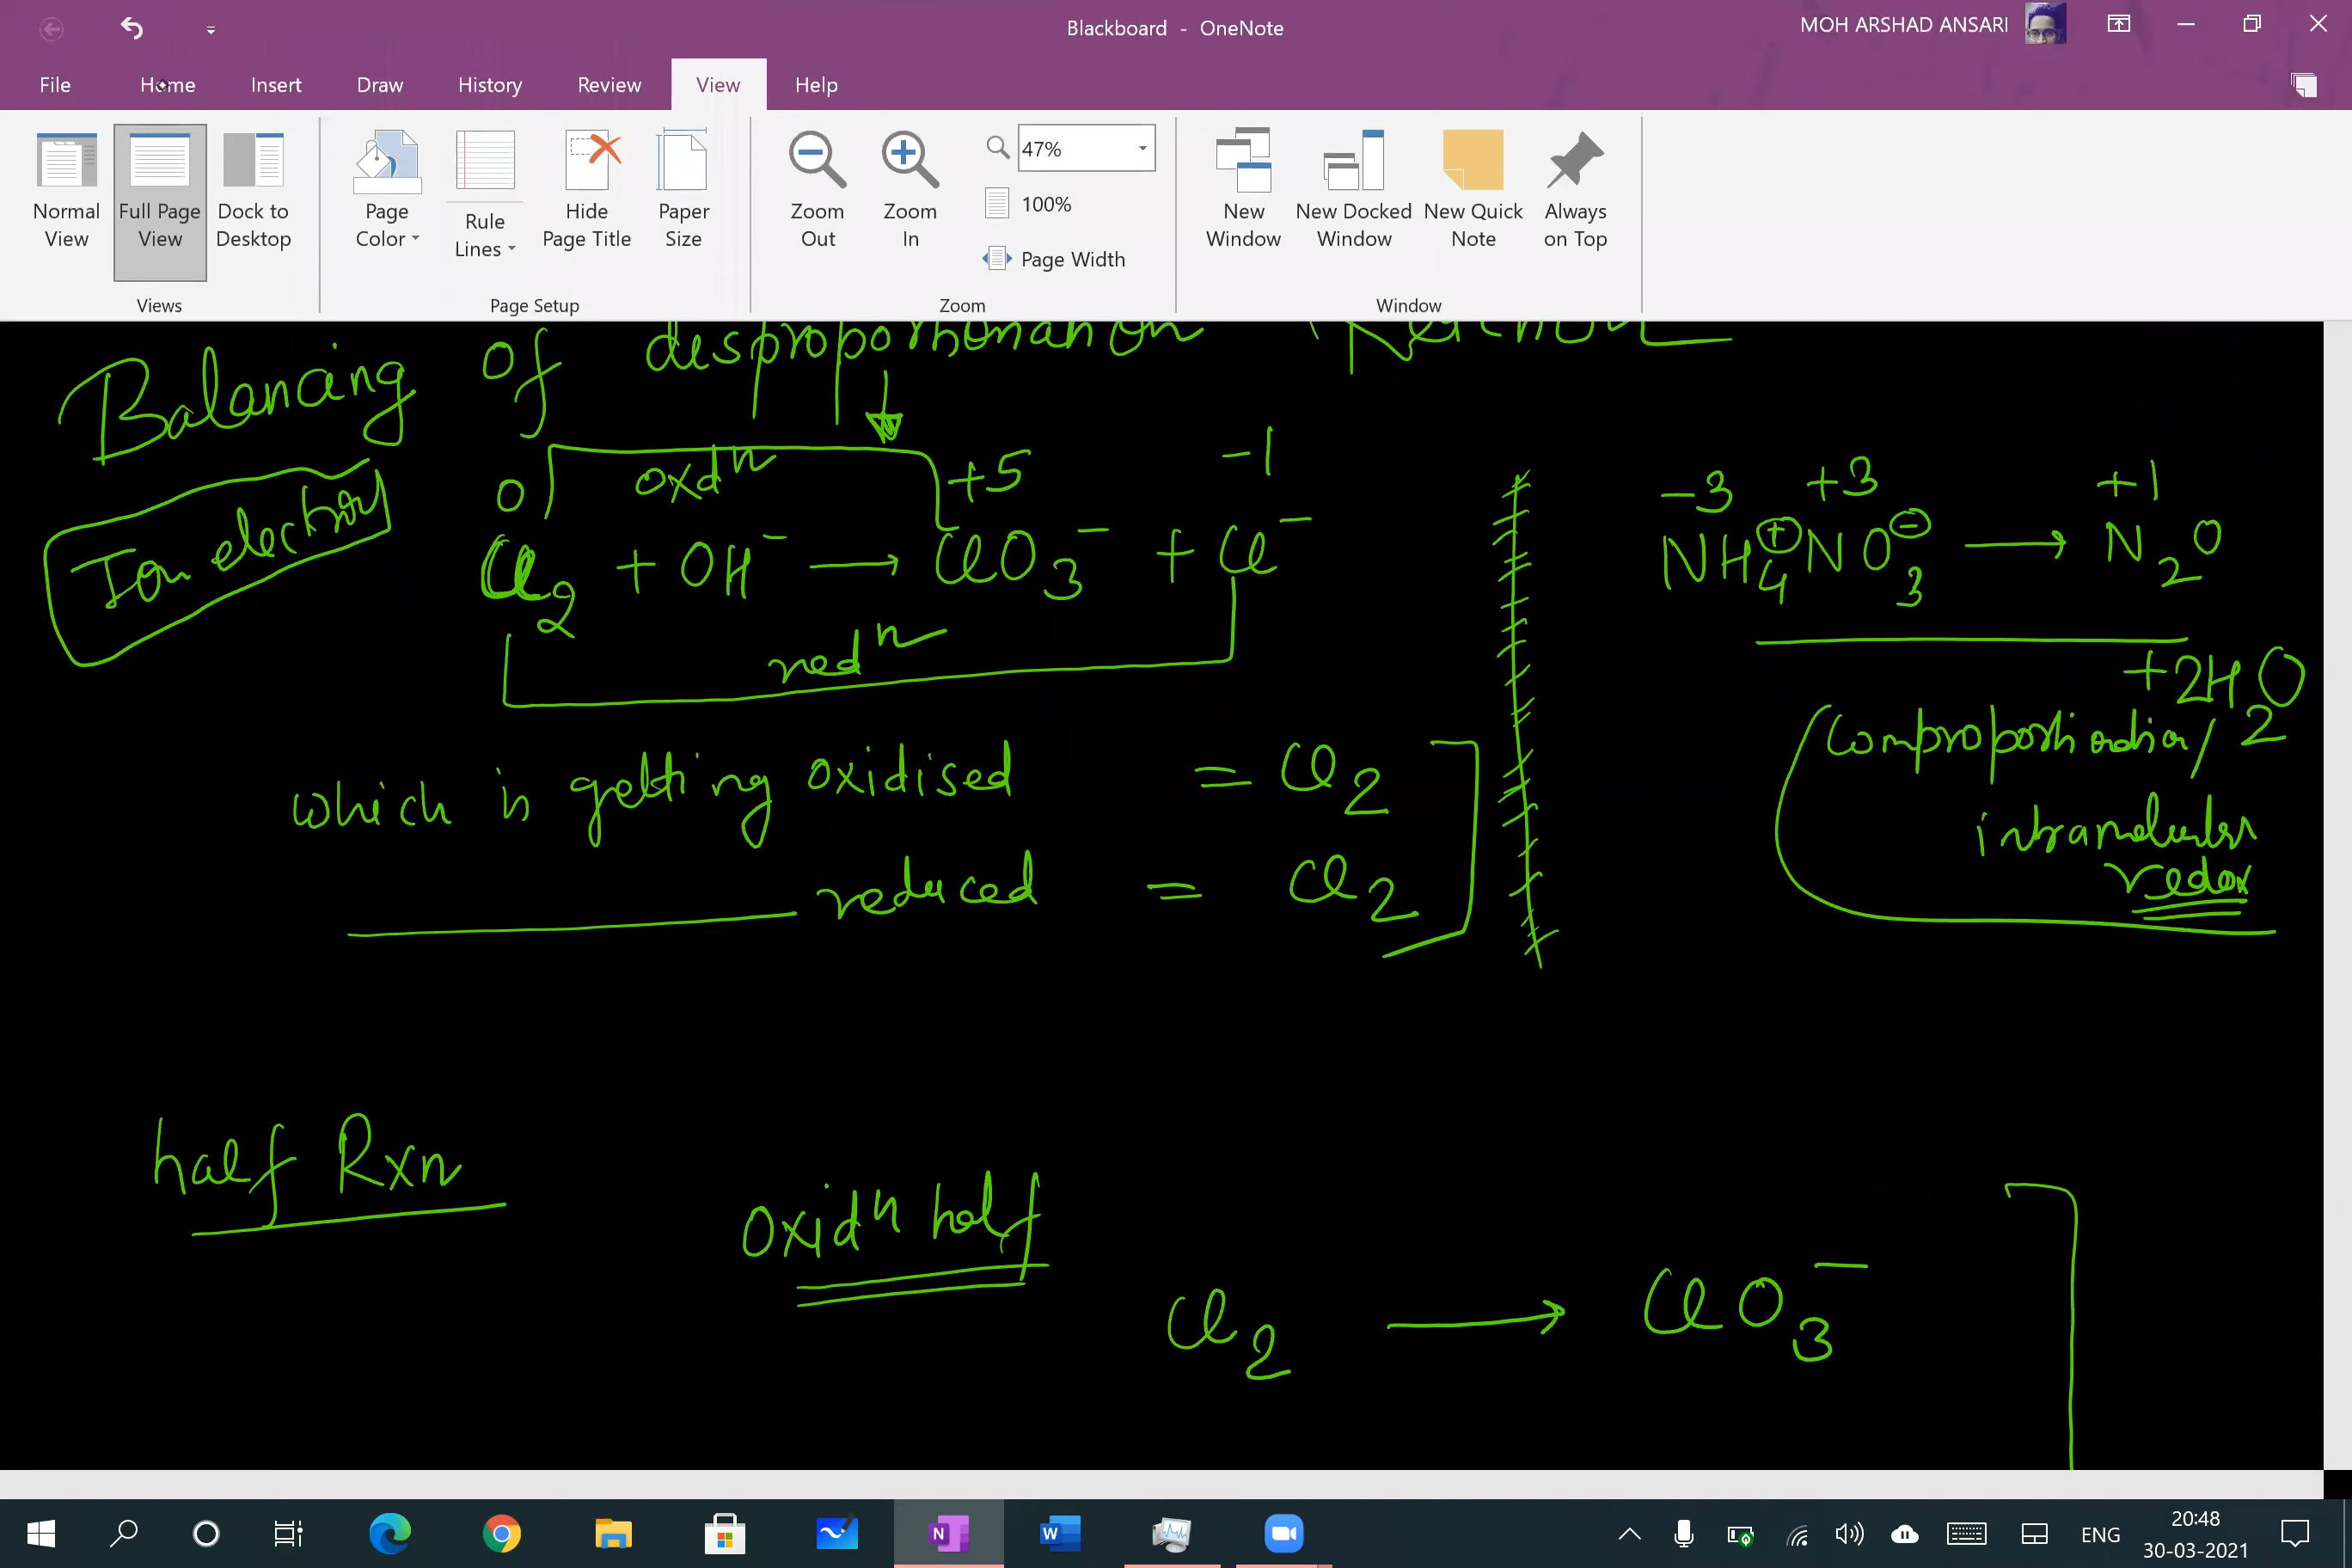 Blackboard - OneNote
MOH ARSHAD ANSARI
File Home Insert Draw History Review View Help
Normal View
Full Page View
Dock to Desktop
Page Color
Rule Lines
Hide Page Title
Paper Size
Zoom Out
Zoom In
47%
100%
Page Width
New Window
New Docked Window
New Quick Note
Always on Top
Views
Page Setup
Zoom
Window
Balancing of desproportionation Reaction
Ion electron
0 oxdⁿ +5 -1
Cl₂ + OH⁻ → ClO₃⁻ + Cl⁻
redⁿ
-3 +3 +1
NH₄⁺NO₃⁻ → N₂O
+2H₂O
Comproportionation/
intramolecular
redox
which is getting oxidised = Cl₂
reduced = Cl₂
half Rxn
oxidⁿ half
Cl₂ → ClO₃⁻
N
W
ENG
20:48
30-03-2021